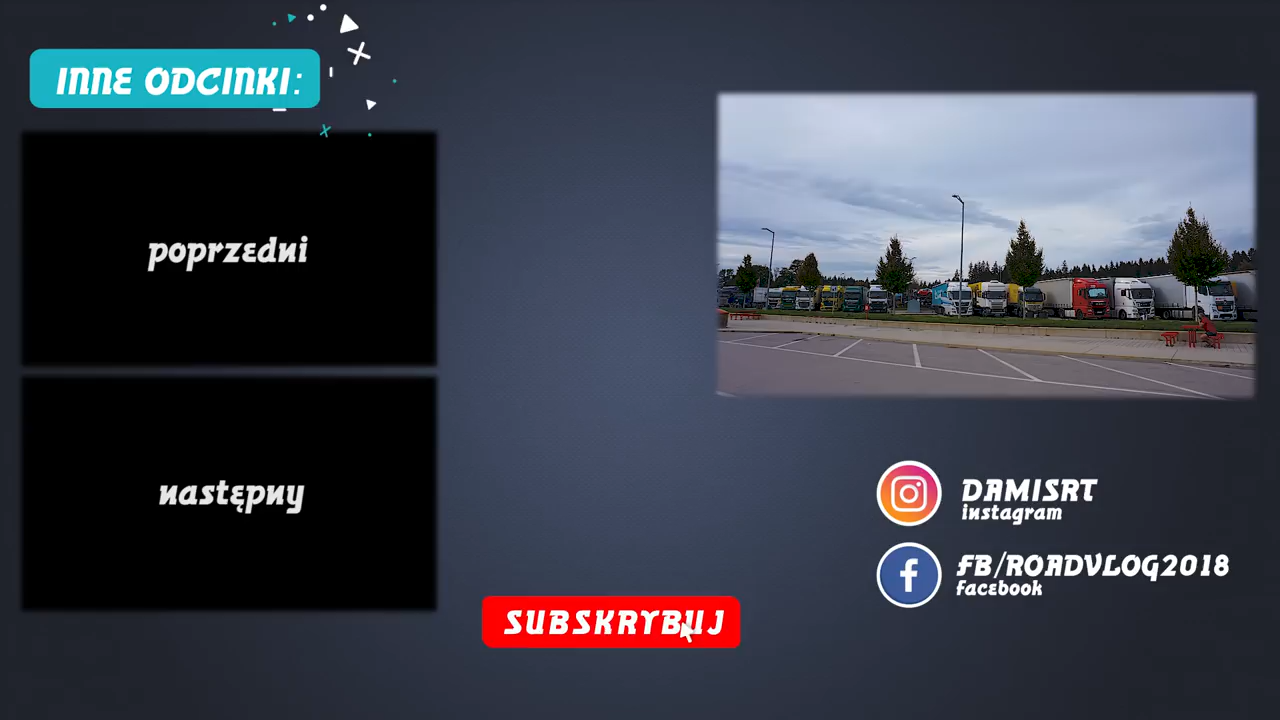 INNE ODCINKI:
poprzedni
następny
SUBSKRYBUJ
DAMISRT
instagram
FB/ROADVLOG2018
facebook